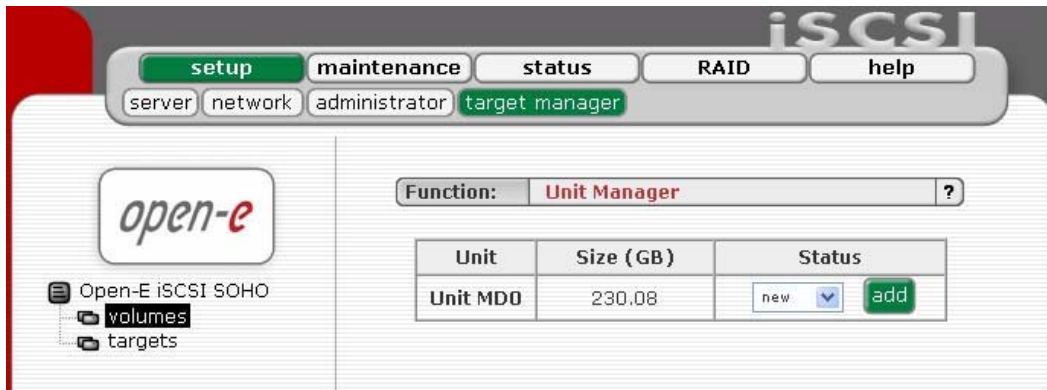 iSCSI
setup maintenance status RAID help
server network administrator target manager
open-e
Function: Unit Manager ?
Unit Size (GB) Status
Unit MD0 230.08 new add
Open-E iSCSI SOHO
volumes
targets